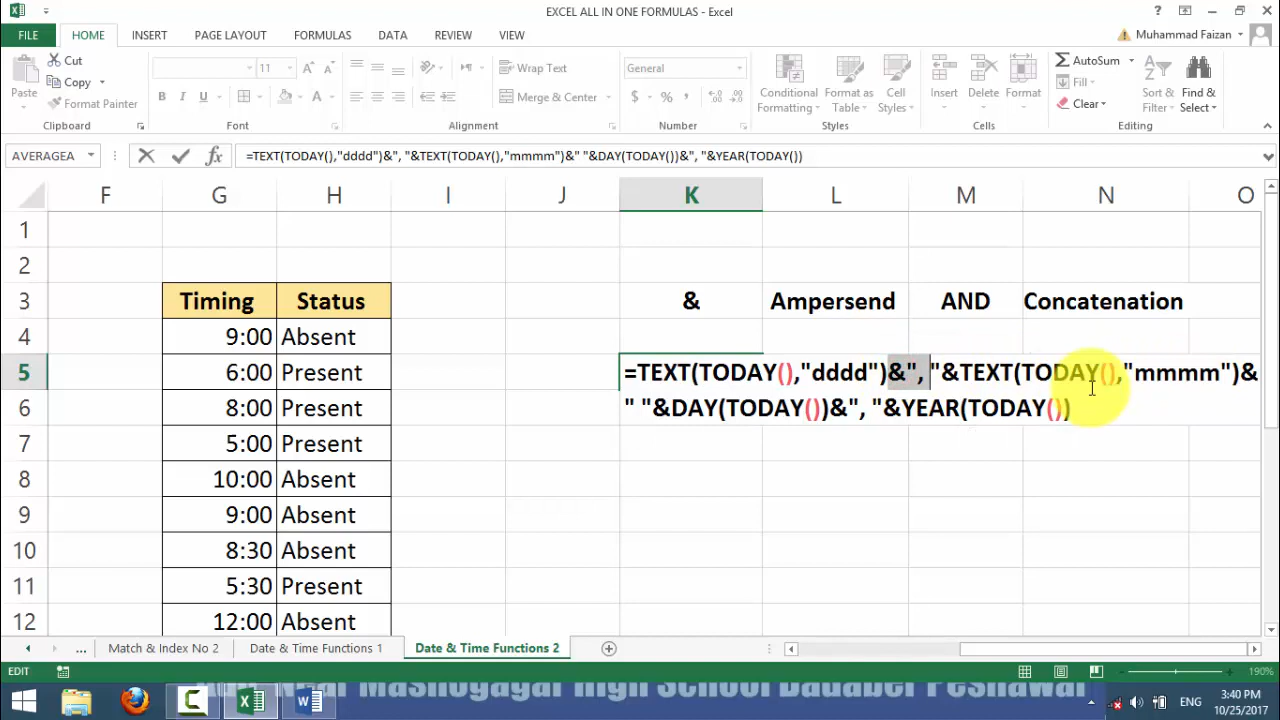 EXCEL ALL IN ONE FORMULAS - Excel
?
FILE HOME INSERT PAGE LAYOUT FORMULAS DATA REVIEW VIEW Muhammad Faizan
Paste Cut Copy Format Painter Clipboard
11 A A B I U A Font
Wrap Text Merge & Center Alignment
General $ % , Number
Conditional Formatting Format as Table Cell Styles Styles
Insert Delete Format Cells
AutoSum Fill Clear Sort & Filter Find & Select Editing
AVERAGEA fx =TEXT(TODAY(),"dddd")&", "&TEXT(TODAY(),"mmmm")&" "&DAY(TODAY())&", "&YEAR(TODAY())
F G H I J K L M N O
1
2
3 Timing Status & Ampersend AND Concatenation
4 9:00 Absent
5 6:00 Present =TEXT(TODAY(),"dddd")&", "&TEXT(TODAY(),"mmmm")&
6 8:00 Present " "&DAY(TODAY())&", "&YEAR(TODAY())
7 5:00 Present
8 10:00 Absent
9 9:00 Absent
10 8:30 Absent
11 5:30 Present
12 12:00 Absent
... Match & Index No 2 Date & Time Functions 1 Date & Time Functions 2
EDIT 190%
High School Peshawar
ENG 3:40 PM
10/25/2017